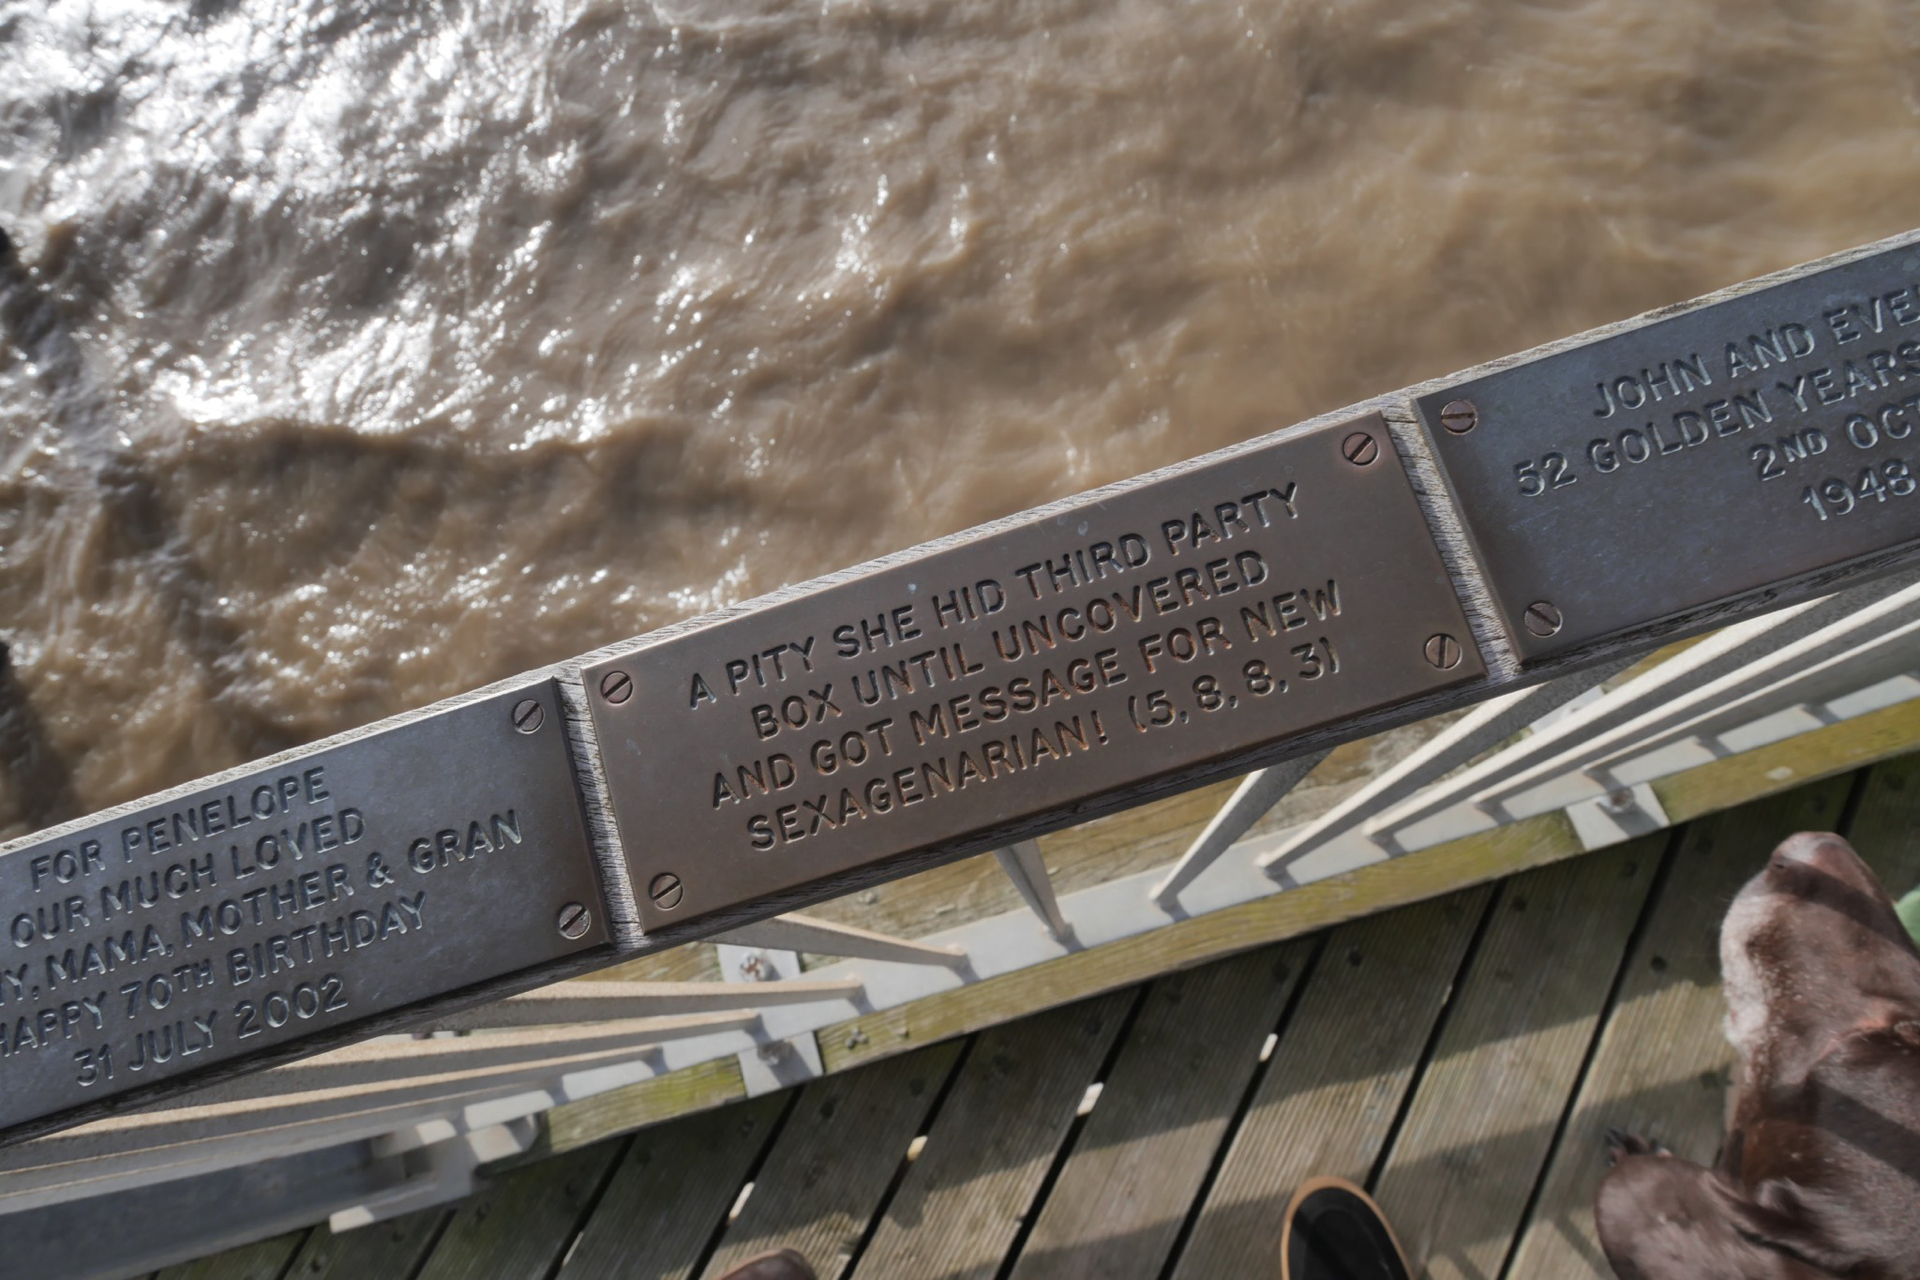 FOR PENELOPE
OUR MUCH LOVED
MAMA, MOTHER & GRAN
HAPPY 70TH BIRTHDAY
31 JULY 2002
A PITY SHE HID THIRD PARTY
BOX UNTIL UNCOVERED
AND GOT MESSAGE FOR NEW
SEXAGENARIAN! (5, 8, 8, 3)
JOHN AND
52 GOLDEN YEARS
2ND OCT
1948